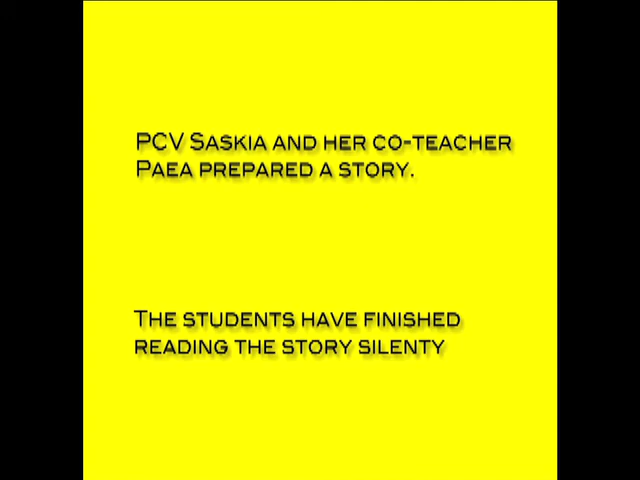 PCV Saskia and her co-teacher
Paea prepared a story.
The students have finished
reading the story silenty